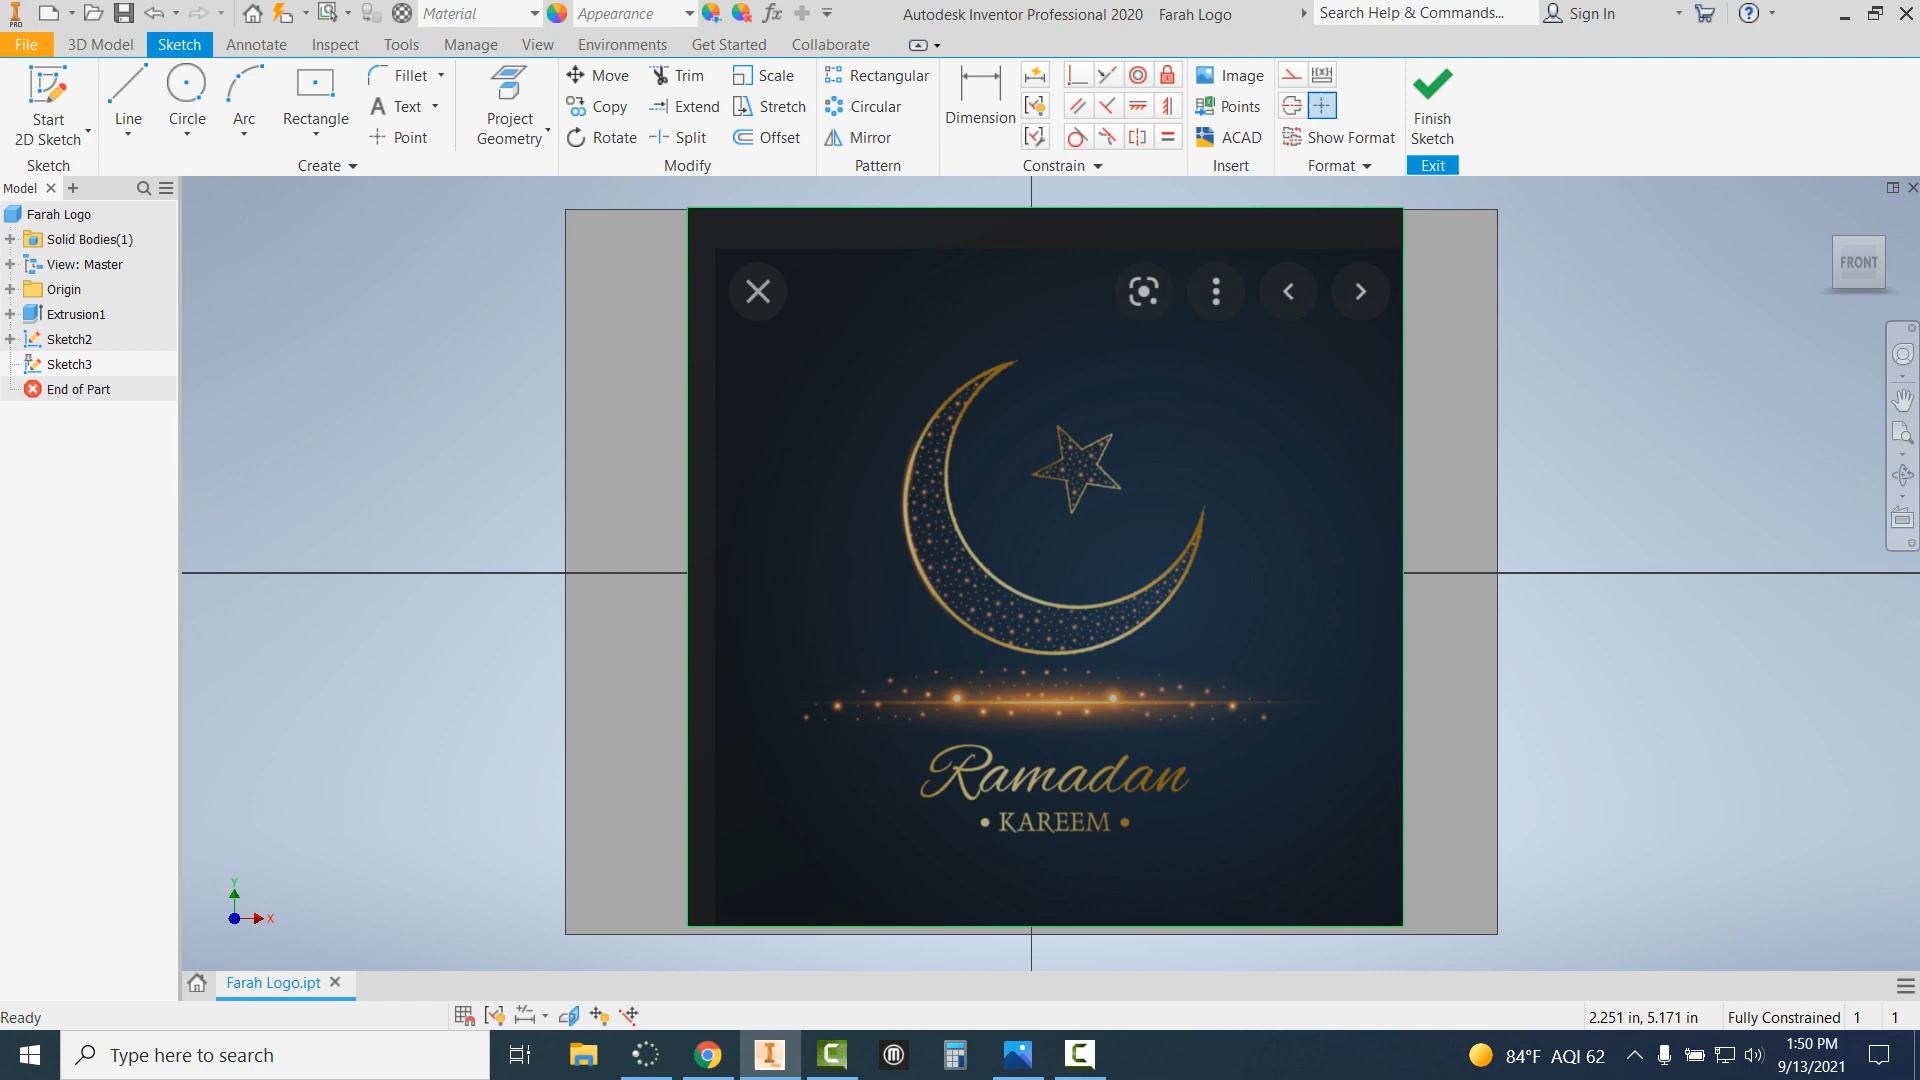 Material
Appearance
Autodesk Inventor Professional 2020 Farah Logo
Search Help & Commands...
Sign In
PRO
File 3D Model Sketch Annotate Inspect Tools Manage View Environments Get Started Collaborate
Start
2D Sketch
Sketch
Line
Circle
Arc
Rectangle
Fillet
Text
Point
Create
Project
Geometry
Move
Copy
Rotate
Trim
Extend
Split
Scale
Stretch
Offset
Modify
Rectangular
Circular
Mirror
Pattern
Dimension
Constrain
Image
Points
ACAD
Insert
Show Format
Format
Finish
Sketch
Exit
Model
Farah Logo
Solid Bodies(1)
View: Master
Origin
Extrusion1
Sketch2
Sketch3
End of Part
FRONT
Ramadan
• KAREEM •
Y
X
Farah Logo.ipt
Ready
2.251 in, 5.171 in Fully Constrained 1 1
Type here to search
84°F AQI 62
1:50 PM
9/13/2021